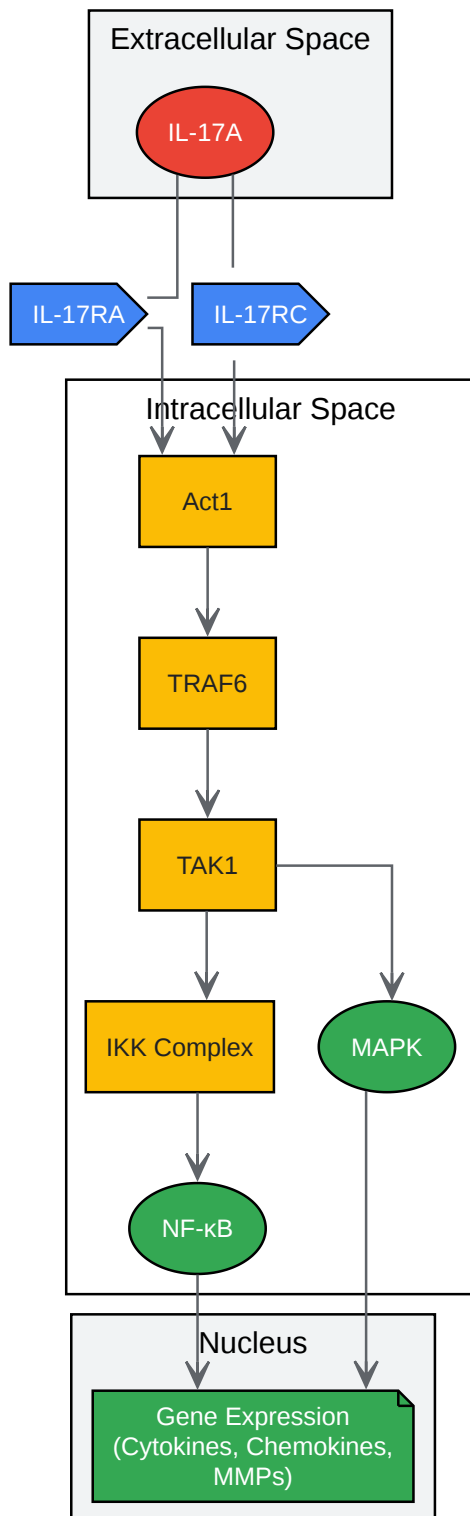 Extracellular Space
IL-17A
IL-17RA
IL-17RC
Intracellular Space
Act1
TRAF6
TAK1
IKK Complex
MAPK
NF-κB
Nucleus
Gene Expression
(Cytokines, Chemokines,
MMPs)